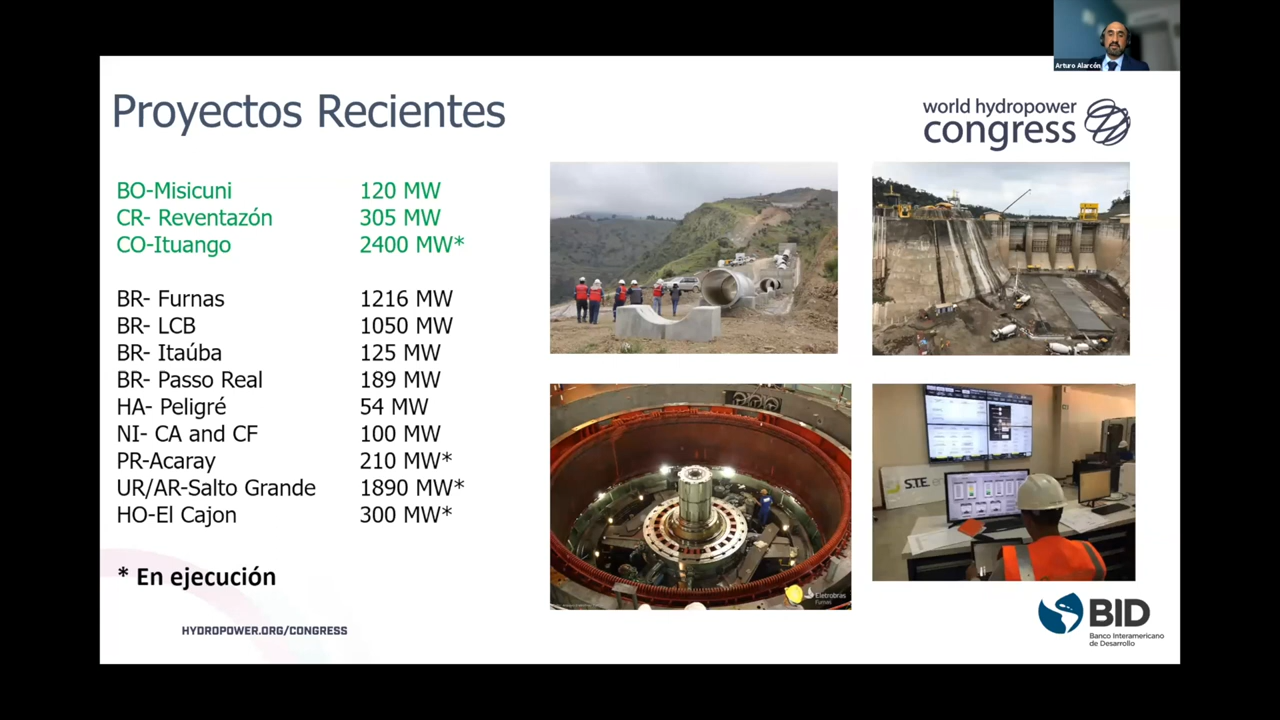 Arturo Alarcón
Proyectos Recientes
world hydropower
congress
BO-Misicuni 120 MW
CR- Reventazón 305 MW
CO-Ituango 2400 MW*
BR- Furnas 1216 MW
BR- LCB 1050 MW
BR- Itaúba 125 MW
BR- Passo Real 189 MW
HA- Peligré 54 MW
NI- CA and CF 100 MW
PR-Acaray 210 MW*
UR/AR-Salto Grande 1890 MW*
HO-El Cajon 300 MW*
* En ejecución
HYDROPOWER.ORG/CONGRESS
S.T.E.
Eletrobras
Furnas
BID
Banco Interamericano
de Desarrollo